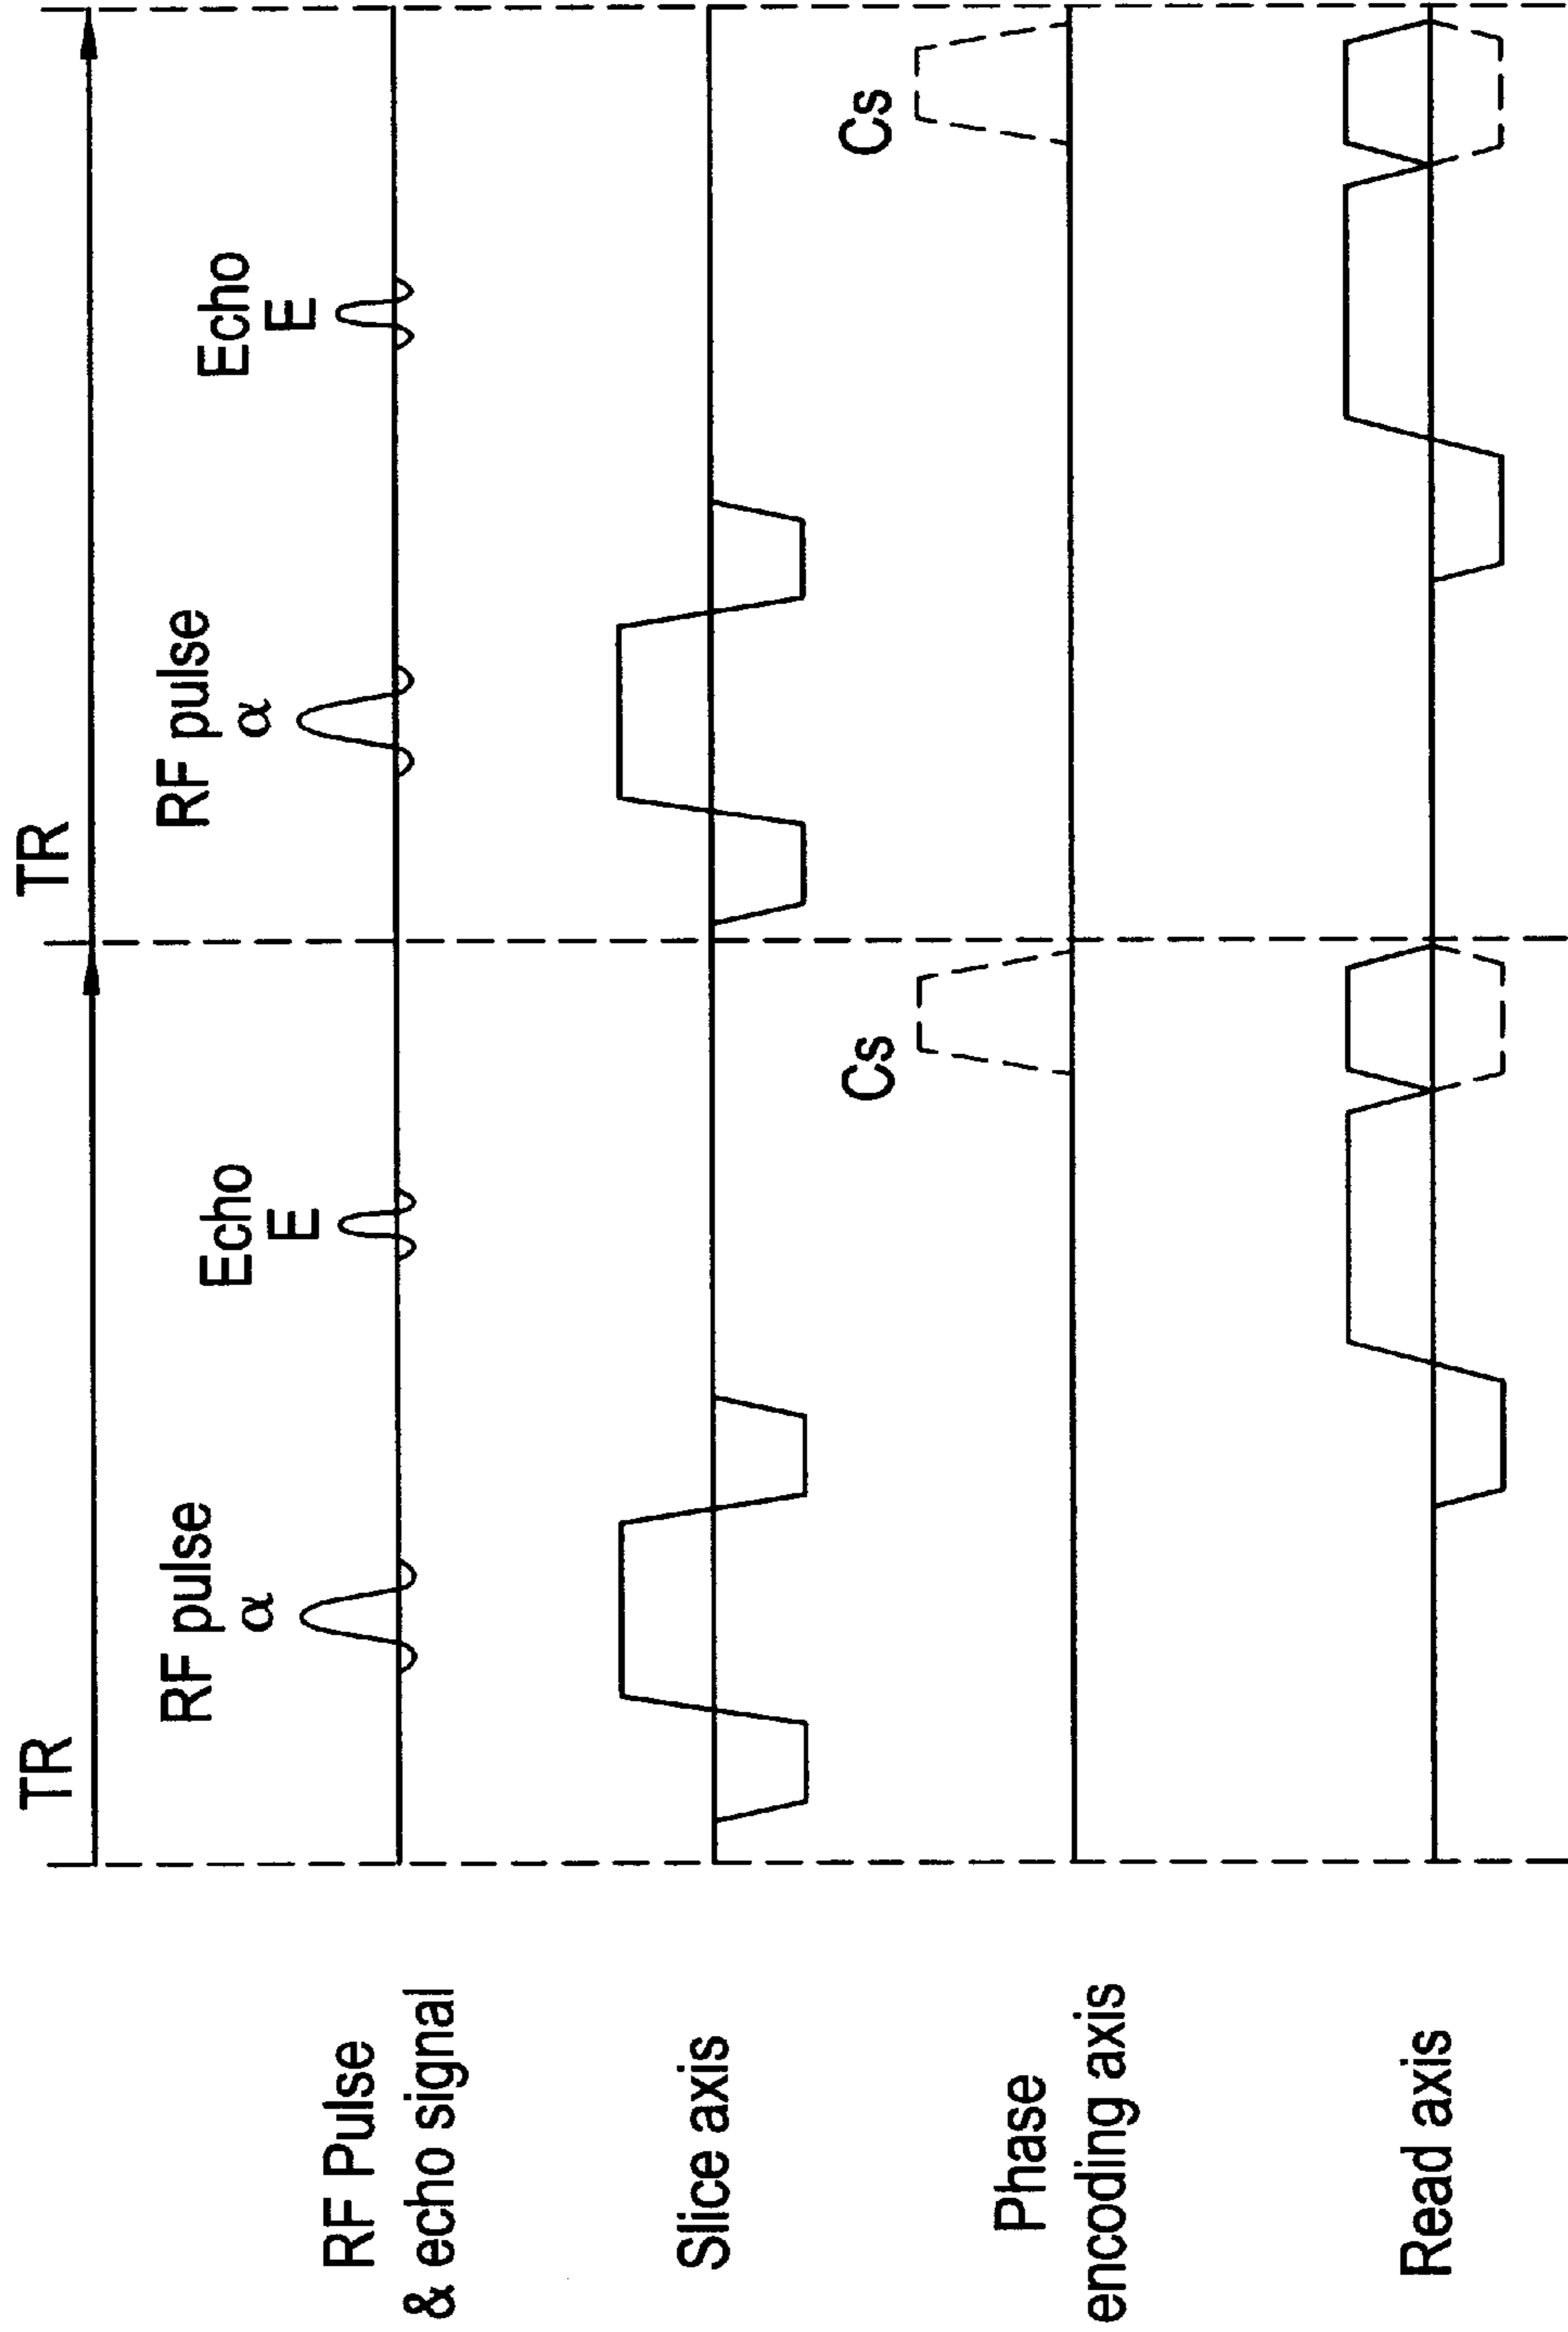 TR
TR
RF pulse
α
Echo
E
RF pulse
α
Echo
E
RF Pulse
& echo signal
Slice axis
Cs
Cs
Phase
encoding axis
Read axis